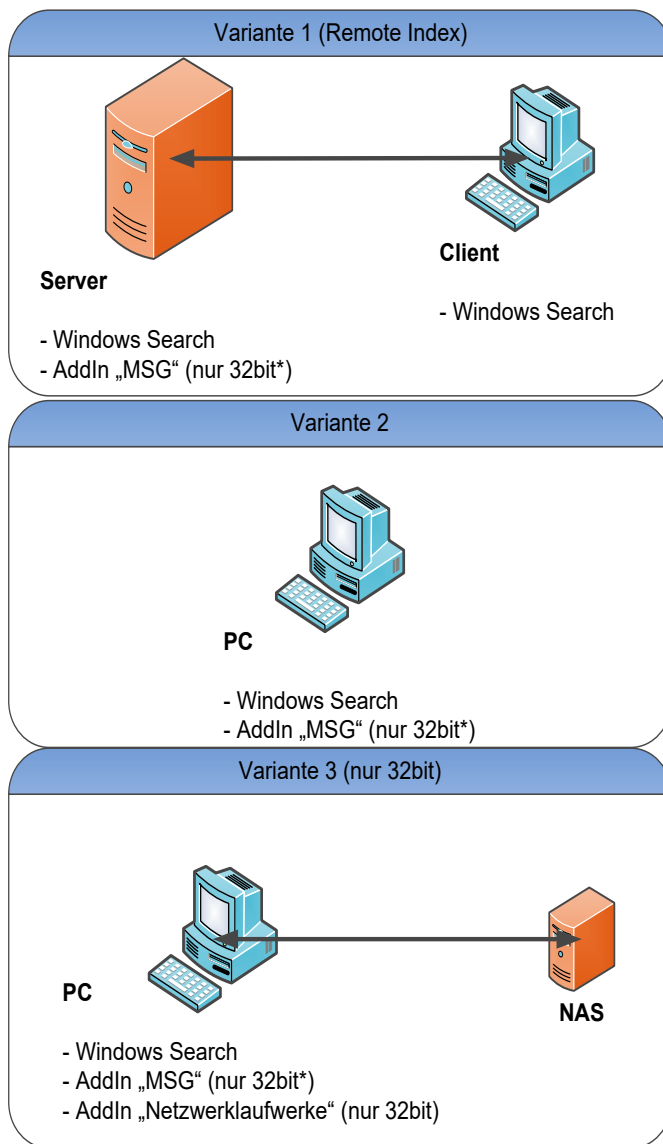 Variante 1 (Remote Index)
Server
- Windows Search
- AddIn „MSG“ (nur 32bit*)
Client
- Windows Search
Variante 2
PC
- Windows Search
- AddIn „MSG“ (nur 32bit*)
Variante 3 (nur 32bit)
PC
- Windows Search
- AddIn „MSG“ (nur 32bit*)
- AddIn „Netzwerklaufwerke“ (nur 32bit)
NAS